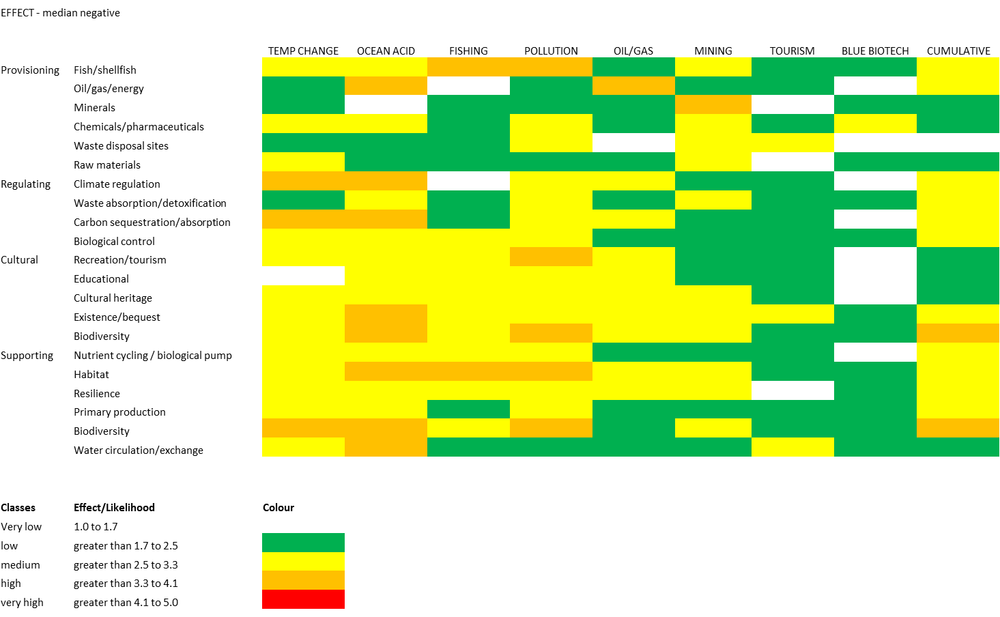 EFFECT - median negative
TEMP CHANGE OCEAN ACID FISHING POLLUTION OIL/GAS MINING TOURISM BLUE BIOTECH CUMULATIVE
Provisioning Fish/shellfish
Oil/gas/energy
Minerals
Chemicals/pharmaceuticals
Waste disposal sites
Raw materials
Regulating Climate regulation
Waste absorption/detoxification
Carbon sequestration/absorption
Biological control
Cultural Recreation/tourism
Educational
Cultural heritage
Existence/bequest
Biodiversity
Supporting Nutrient cycling / biological pump
Habitat
Resilience
Primary production
Biodiversity
Water circulation/exchange
Classes Effect/Likelihood Colour
Very low 1.0 to 1.7
low greater than 1.7 to 2.5
medium greater than 2.5 to 3.3
high greater than 3.3 to 4.1
very high greater than 4.1 to 5.0